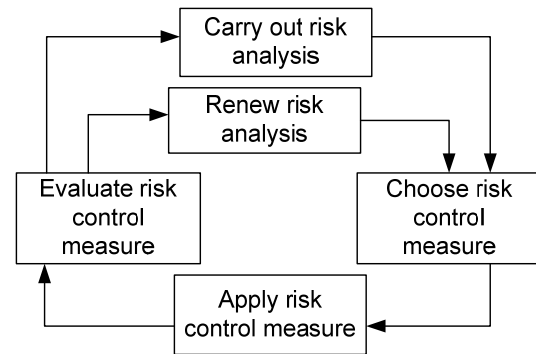 Carry out risk
analysis
Renew risk
analysis
Evaluate risk
control
measure
Choose risk
control
measure
Apply risk
control measure